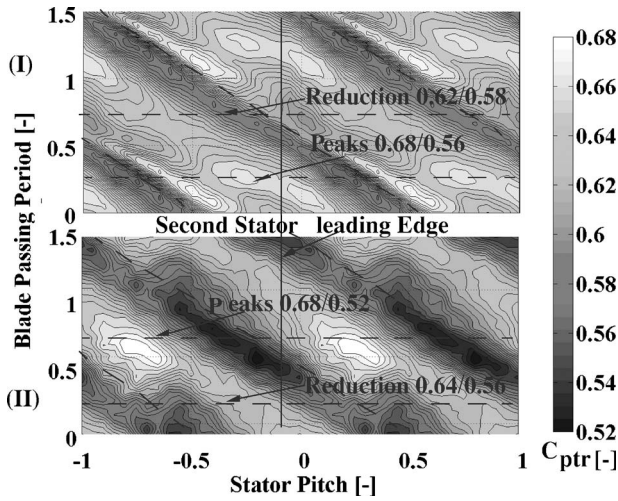 1.5
1
0.5
0
(I)
Reduction 0.62/0.58
Peaks 0.68/0.56
Second Stator leading Edge
Blade Passing Period [-]
1.5
1
0.5
0
(II)
Peaks 0.68/0.52
Reduction 0.64/0.56
-1 -0.5 0 0.5 1
Stator Pitch [-]
0.68
0.66
0.64
0.62
0.6
0.58
0.56
0.54
0.52
Cptr [-]